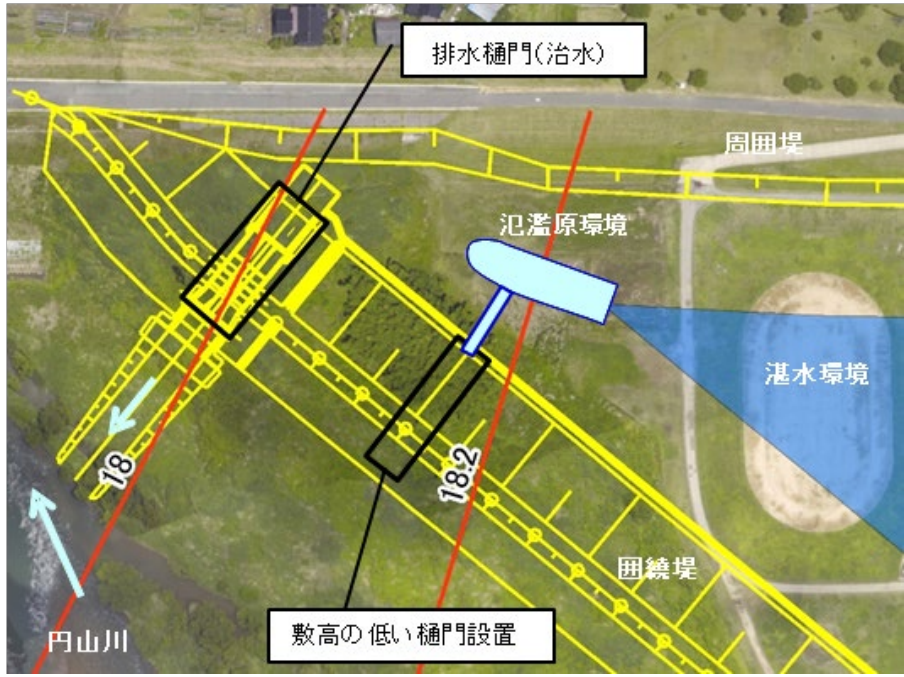 排水樋門(治水)
周囲堤
氾濫原環境
湛水環境
18
18.2
囲繞堤
円山川
敷高の低い樋門設置